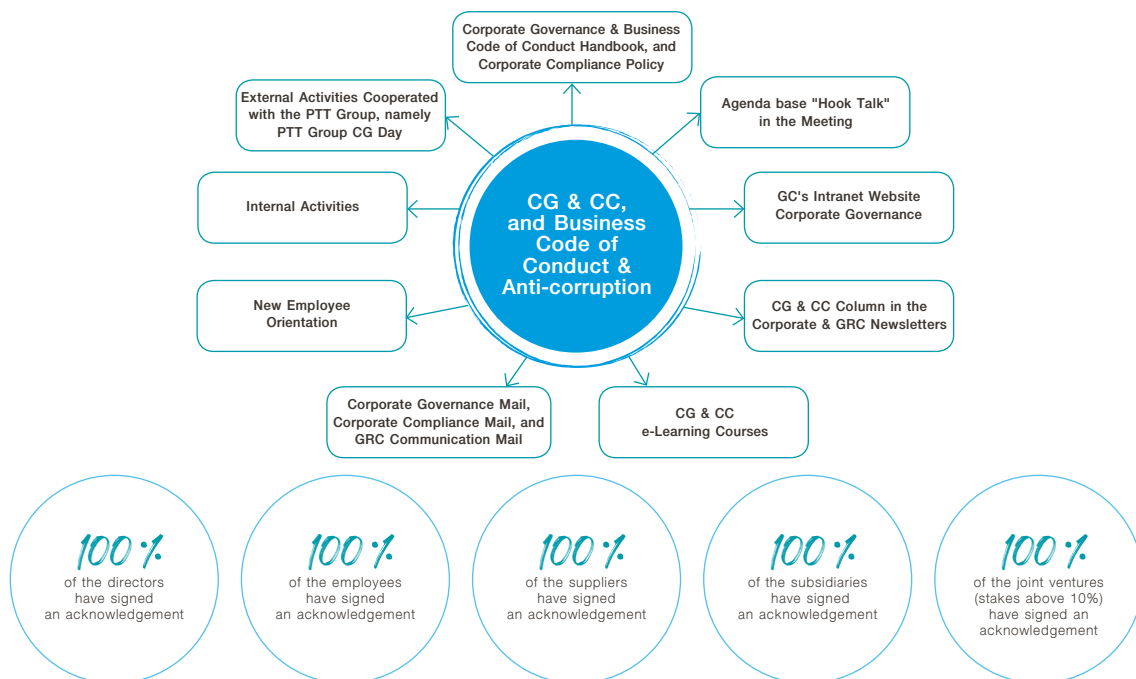 Corporate Governance & Business
Code of Conduct Handbook, and
Corporate Compliance Policy
External Activities Cooperated
with the PTT Group, namely
PTT Group CG Day
Agenda base "Hook Talk"
in the Meeting
Internal Activities
CG & CC,
and Business
Code of
Conduct &
Anti-corruption
GC's Intranet Website
Corporate Governance
New Employee
Orientation
CG & CC Column in the
Corporate & GRC Newsletters
Corporate Governance Mail,
Corporate Compliance Mail, and
GRC Communication Mail
CG & CC
e-Learning Courses
100%
of the directors
have signed
an acknowledgement
100%
of the employees
have signed
an acknowledgement
100%
of the suppliers
have signed
an acknowledgement
100%
of the subsidiaries
have signed
an acknowledgement
100%
of the joint ventures
(stakes above 10%)
have signed an
acknowledgement